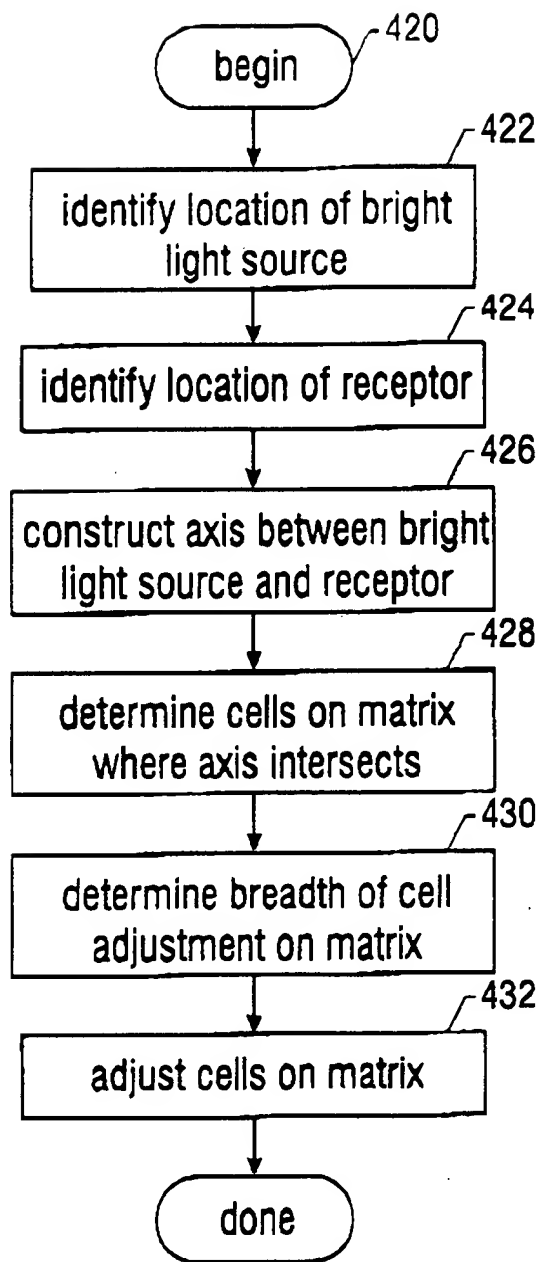 420
begin
422
identify location of bright
light source
424
identify location of receptor
426
construct axis between bright
light source and receptor
428
determine cells on matrix
where axis intersects
430
determine breadth of cell
adjustment on matrix
432
adjust cells on matrix
done